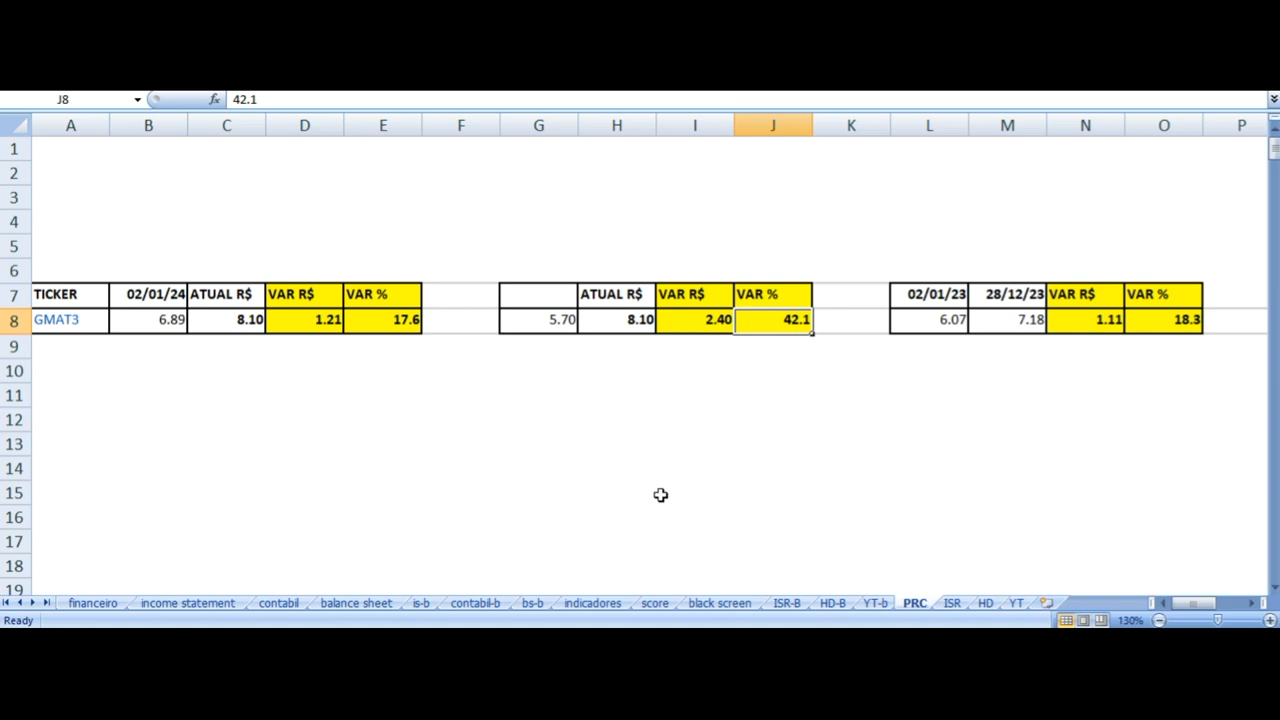 J8 fx 42.1
A B C D E F G H I J K L M N O P
1
2
3
4
5
6
7 TICKER 02/01/24 ATUAL R$ VAR R$ VAR % ATUAL R$ VAR R$ VAR % 02/01/23 28/12/23 VAR R$ VAR %
8 GMAT3 6.89 8.10 1.21 17.6 5.70 8.10 2.40 42.1 6.07 7.18 1.11 18.3
9
10
11
12
13
14
15
16
17
18
19
financeiro income statement contabil balance sheet is-b contabil-b bs-b indicadores score black screen ISR-B HD-B YT-b PRC ISR HD YT
Ready 130%